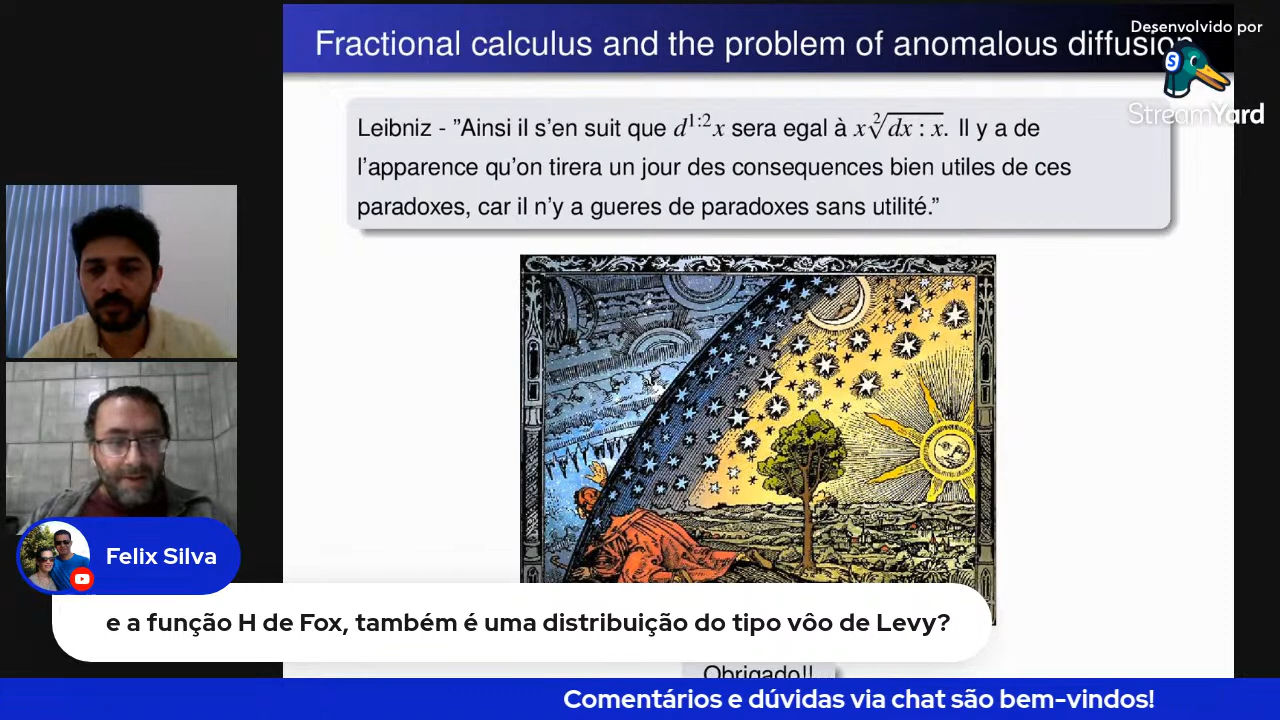 Fractional calculus and the problem of anomalous diffusion
Desenvolvido por
StreamYard
Leibniz - ”Ainsi il s’en suit que d^{1:2}x sera egal à x\sqrt[2]{dx : x}. Il y a de
l’apparence qu’on tirera un jour des consequences bien utiles de ces
paradoxes, car il n’y a gueres de paradoxes sans utilité.”
Felix Silva
e a função H de Fox, também é uma distribuição do tipo vôo de Levy?
Obrigado!!
Comentários e dúvidas via chat são bem-vindos!